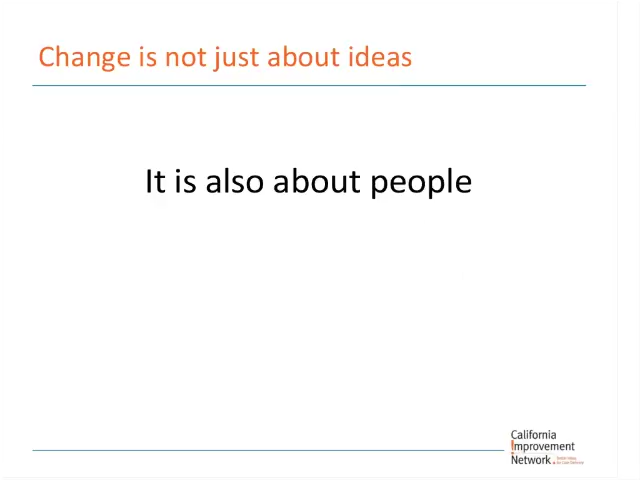 Change is not just about ideas
It is also about people
California
Improvement
Network